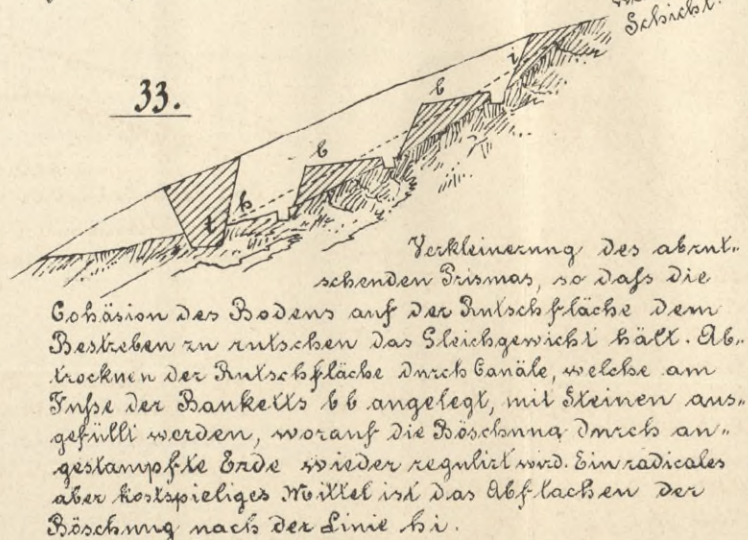 Schicht.
33.
b
i
b
k
t
Verkleinerung des abrut„
schenden Prismas, so daß die
Cohäsion des Bodens auf der Rutschfläche dem
Bestreben zu rutschen das Gleichgewicht hält. Ab„
trocknen der Rutschfläche durch Canäle, welche am
Fuße der Banketts bb angelegt, mit Steinen aus„
gefüllt werden, worauf die Böschung durch an„
gestampfte Erde wieder regulirt wird. Ein radicales
aber kostspieliges Mittel ist das Abflachen der
Böschung nach der Linie hi.